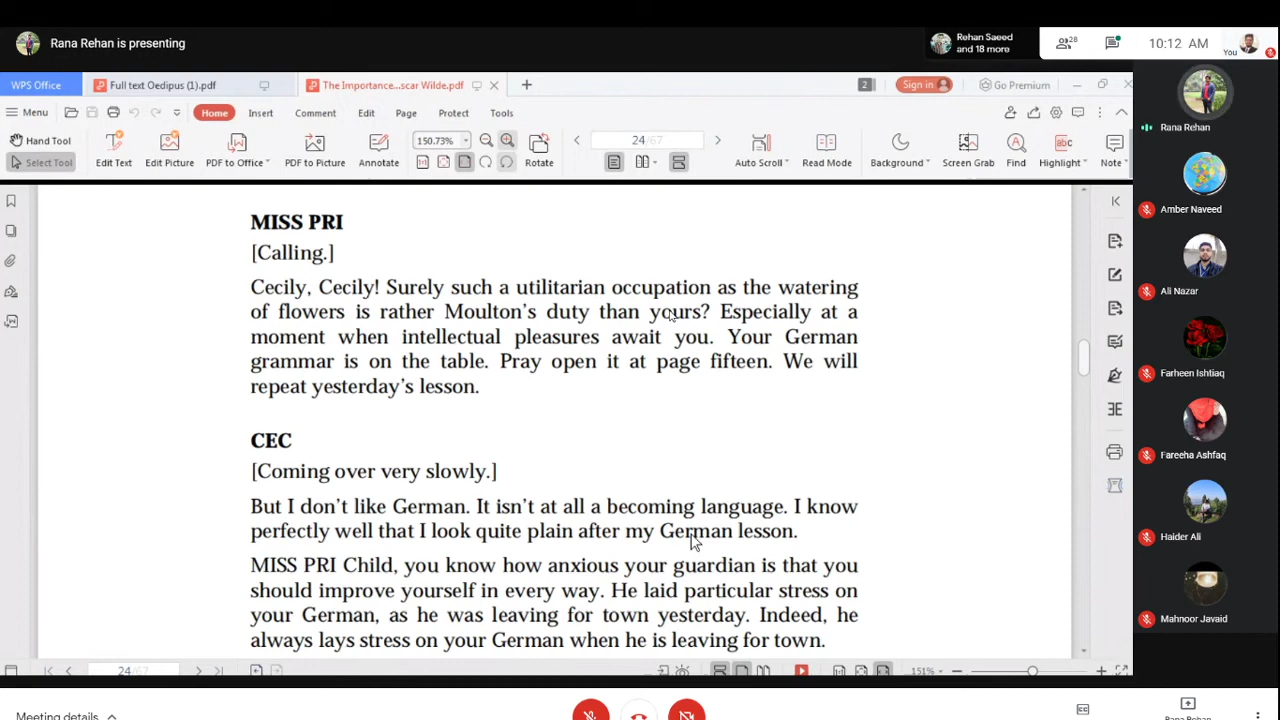 Rana Rehan is presenting
Rehan Saeed
and 18 more
28
10:12 AM
You
WPS Office
Full text Oedipus (1).pdf
The Importance...scar Wilde.pdf
2
Sign in
Go Premium
Menu
Home
Insert
Comment
Edit
Page
Protect
Tools
Hand Tool
Select Tool
Edit Text
Edit Picture
PDF to Office
PDF to Picture
Annotate
150.73%
Rotate
24/67
Auto Scroll
Read Mode
Background
Screen Grab
Find
Highlight
Note
MISS PRI
[Calling.]
Cecily, Cecily! Surely such a utilitarian occupation as the watering
of flowers is rather Moulton's duty than yours? Especially at a
moment when intellectual pleasures await you. Your German
grammar is on the table. Pray open it at page fifteen. We will
repeat yesterday's lesson.
CEC
[Coming over very slowly.]
But I don't like German. It isn't at all a becoming language. I know
perfectly well that I look quite plain after my German lesson.
MISS PRI Child, you know how anxious your guardian is that you
should improve yourself in every way. He laid particular stress on
your German, as he was leaving for town yesterday. Indeed, he
always lays stress on your German when he is leaving for town.
24/67
151%
Rana Rehan
Amber Naveed
Ali Nazar
Farheen Ishtiaq
Fareeha Ashfaq
Haider Ali
Mahnoor Javaid
Meeting details
CC
Rana Rehan